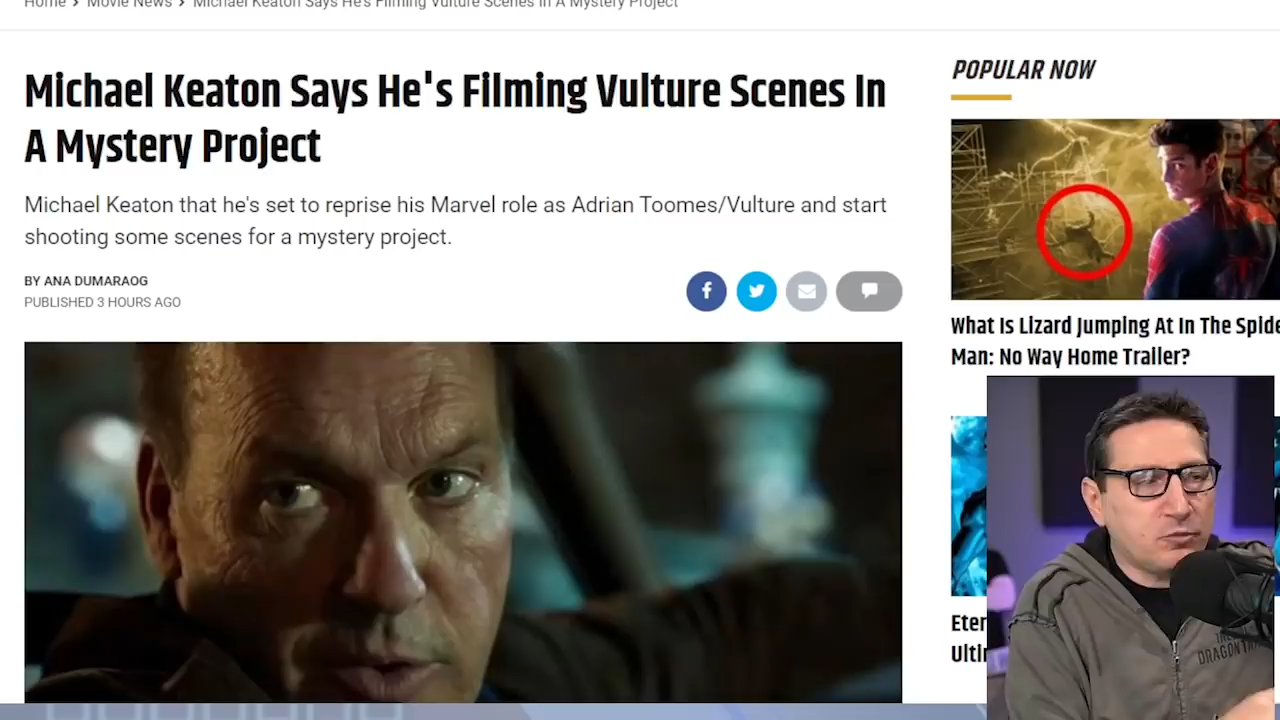 Home > Movie News > Michael Keaton Says He's Filming Vulture Scenes In A Mystery Project
Michael Keaton Says He's Filming Vulture Scenes In
A Mystery Project
Michael Keaton that he's set to reprise his Marvel role as Adrian Toomes/Vulture and start
shooting some scenes for a mystery project.
BY ANA DUMARAOG
PUBLISHED 3 HOURS AGO
POPULAR NOW
What Is Lizard Jumping At In The Spide
Man: No Way Home Trailer?
Eter
Ulti
DRAGON